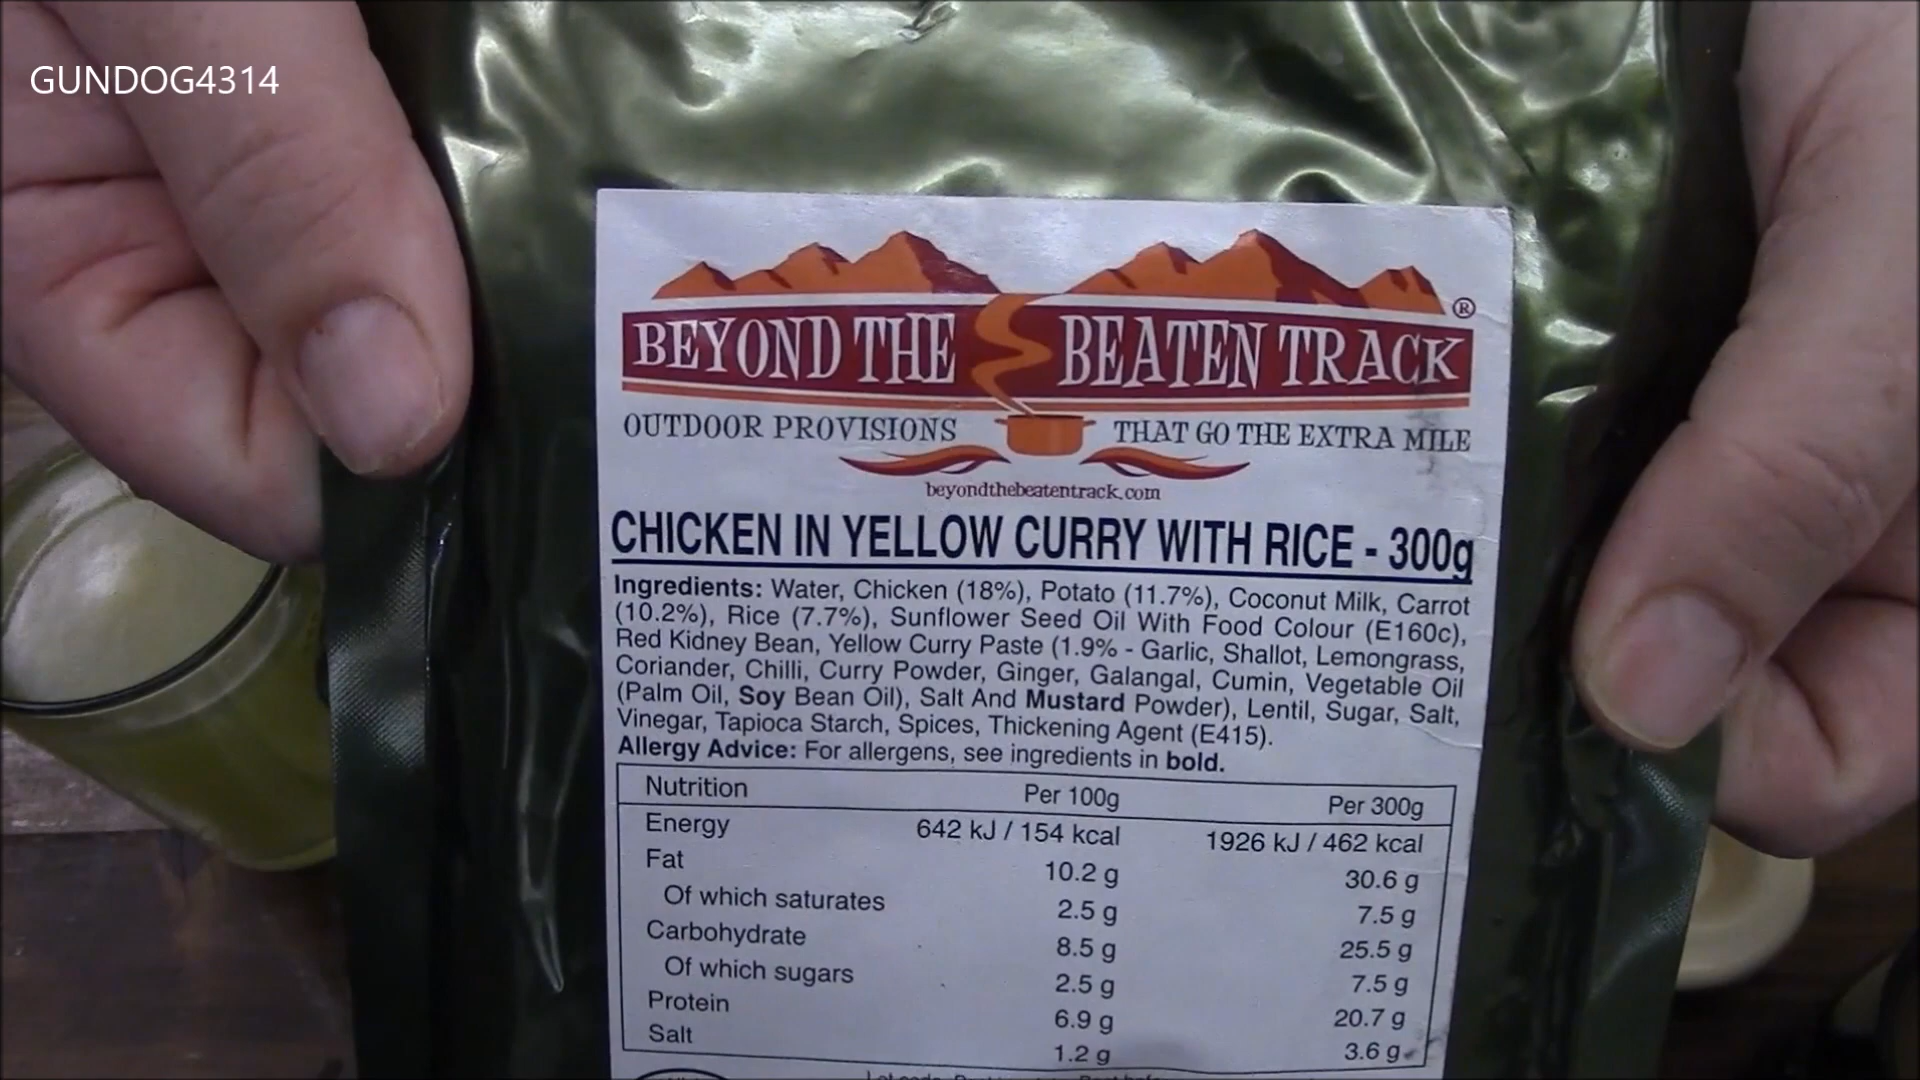 GUNDOG4314
BEYOND THE BEATEN TRACK®
OUTDOOR PROVISIONS THAT GO THE EXTRA MILE
beyondthebeatentrack.com
CHICKEN IN YELLOW CURRY WITH RICE - 300g
Ingredients: Water, Chicken (18%), Potato (11.7%), Coconut Milk, Carrot
(10.2%), Rice (7.7%), Sunflower Seed Oil With Food Colour (E160c),
Red Kidney Bean, Yellow Curry Paste (1.9% - Garlic, Shallot, Lemongrass,
Coriander, Chilli, Curry Powder, Ginger, Galangal, Cumin, Vegetable Oil
(Palm Oil, Soy Bean Oil), Salt And Mustard Powder), Lentil, Sugar, Salt,
Vinegar, Tapioca Starch, Spices, Thickening Agent (E415).
Allergy Advice: For allergens, see ingredients in bold.
Nutrition Per 100g Per 300g
Energy 642 kJ / 154 kcal 1926 kJ / 462 kcal
Fat 10.2 g 30.6 g
Of which saturates 2.5 g 7.5 g
Carbohydrate 8.5 g 25.5 g
Of which sugars 2.5 g 7.5 g
Protein 6.9 g 20.7 g
Salt 1.2 g 3.6 g